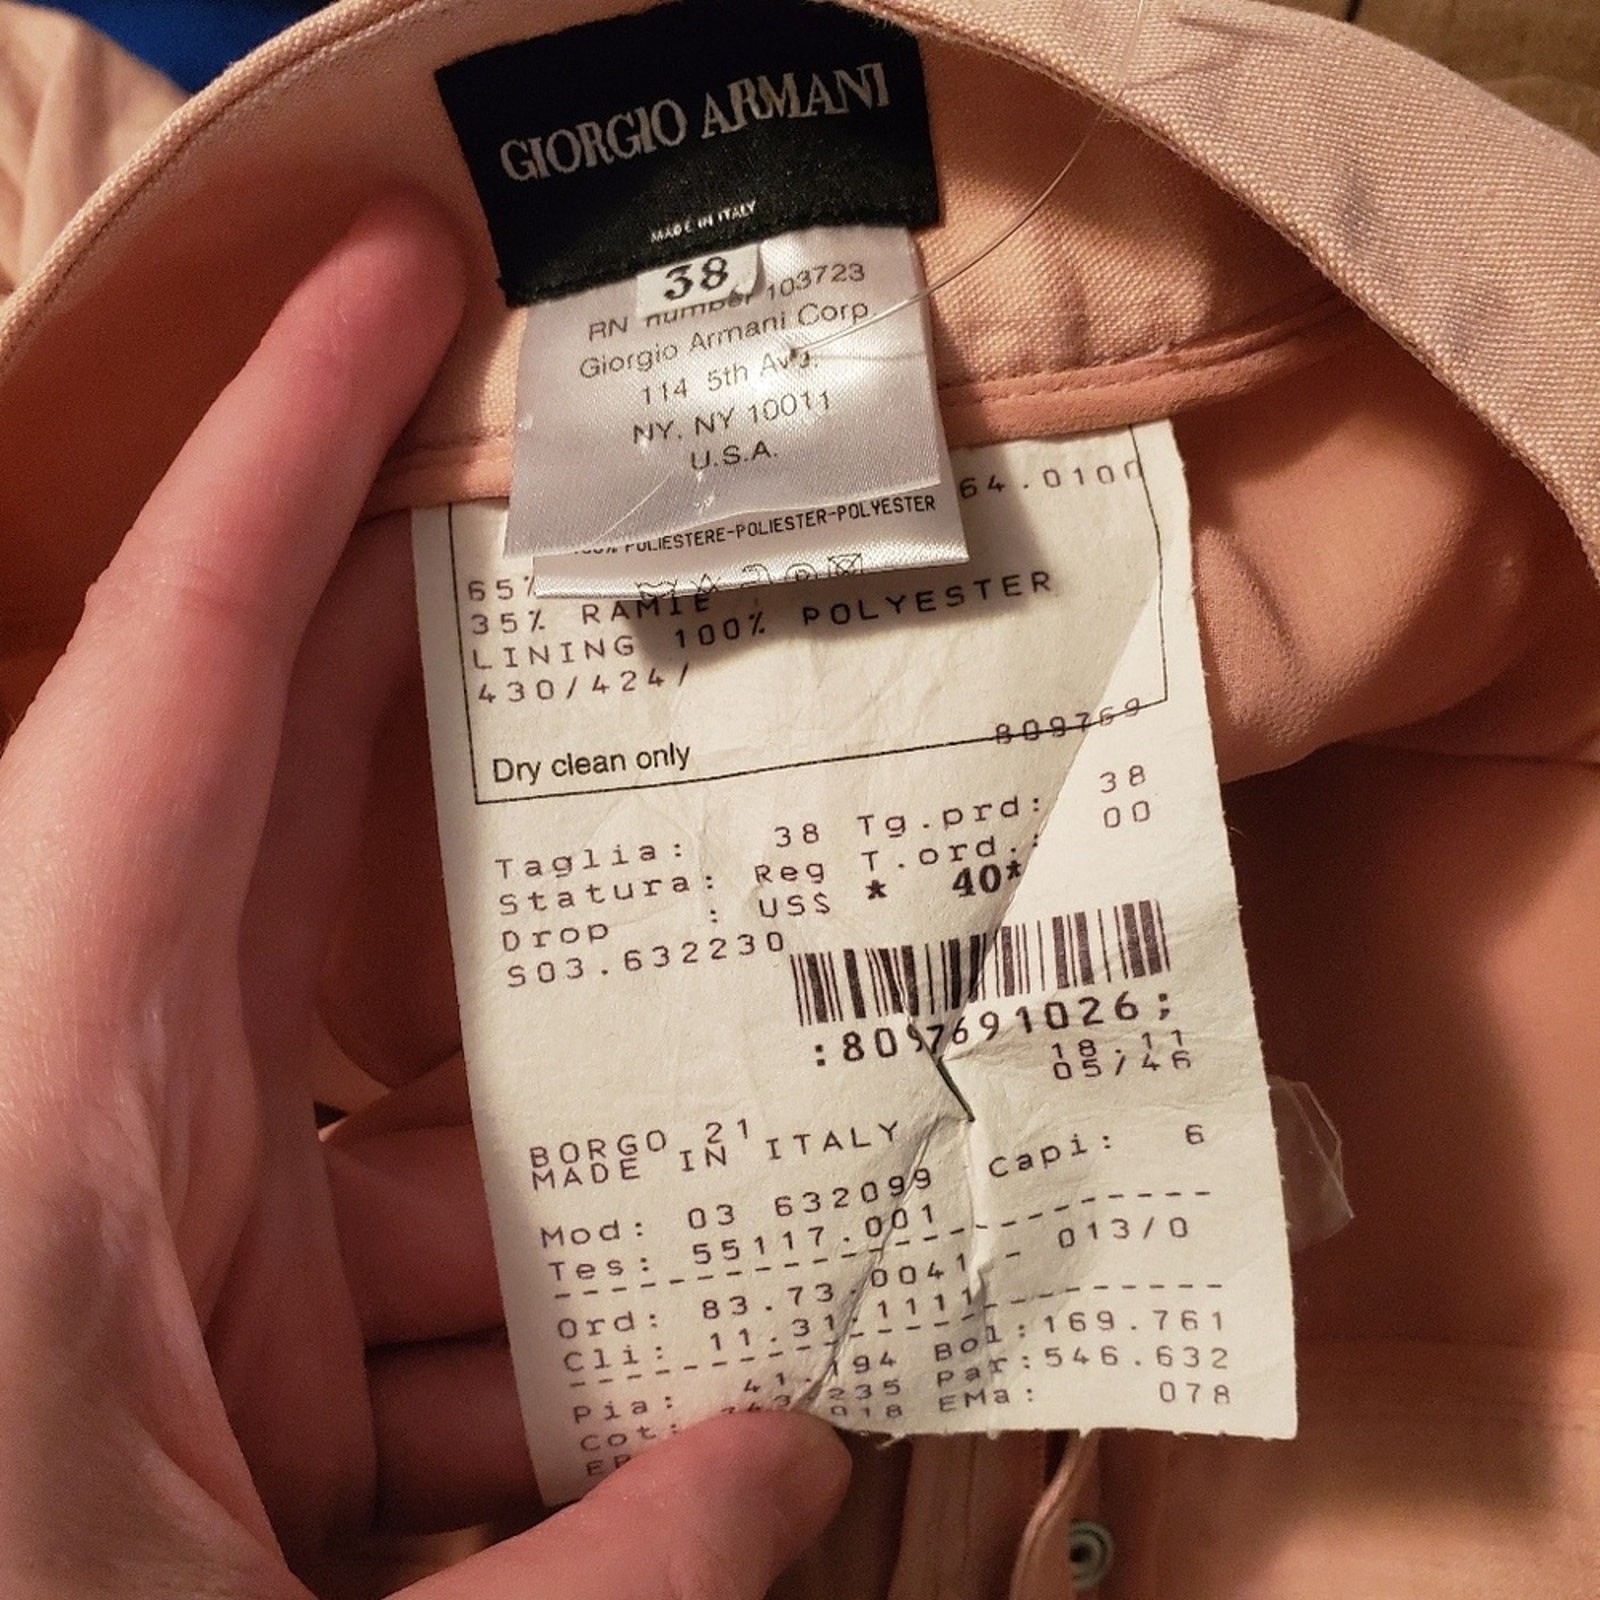 GIORGIO ARMANI
MADE IN ITALY
38
RN number 103723
Giorgio Armani Corp
114 5th Ave.
NY, NY 10011
U.S.A.
100% POLIESTERE-POLIESTER-POLYESTER
64.0100
65%
35% RAMIE
LINING 100% POLYESTER
430/424/
809769
Dry clean only
Taglia: 38 Tg.prd: 38
Statura: Reg T.ord.: 00
Drop : US$ * 40*
S03.632230
:8097691026;
18.11
05/46
BORGO 21
MADE IN ITALY
Capi: 6
Mod: 03 632099
Tes: 55117.001
------------------
Ord: 83.73.0041 - 013/0
Cli: 11.31.1111
------------------
Pia: 41.194 Bol:169.761
Cot: 235 Par:546.632
018 EMa: 078